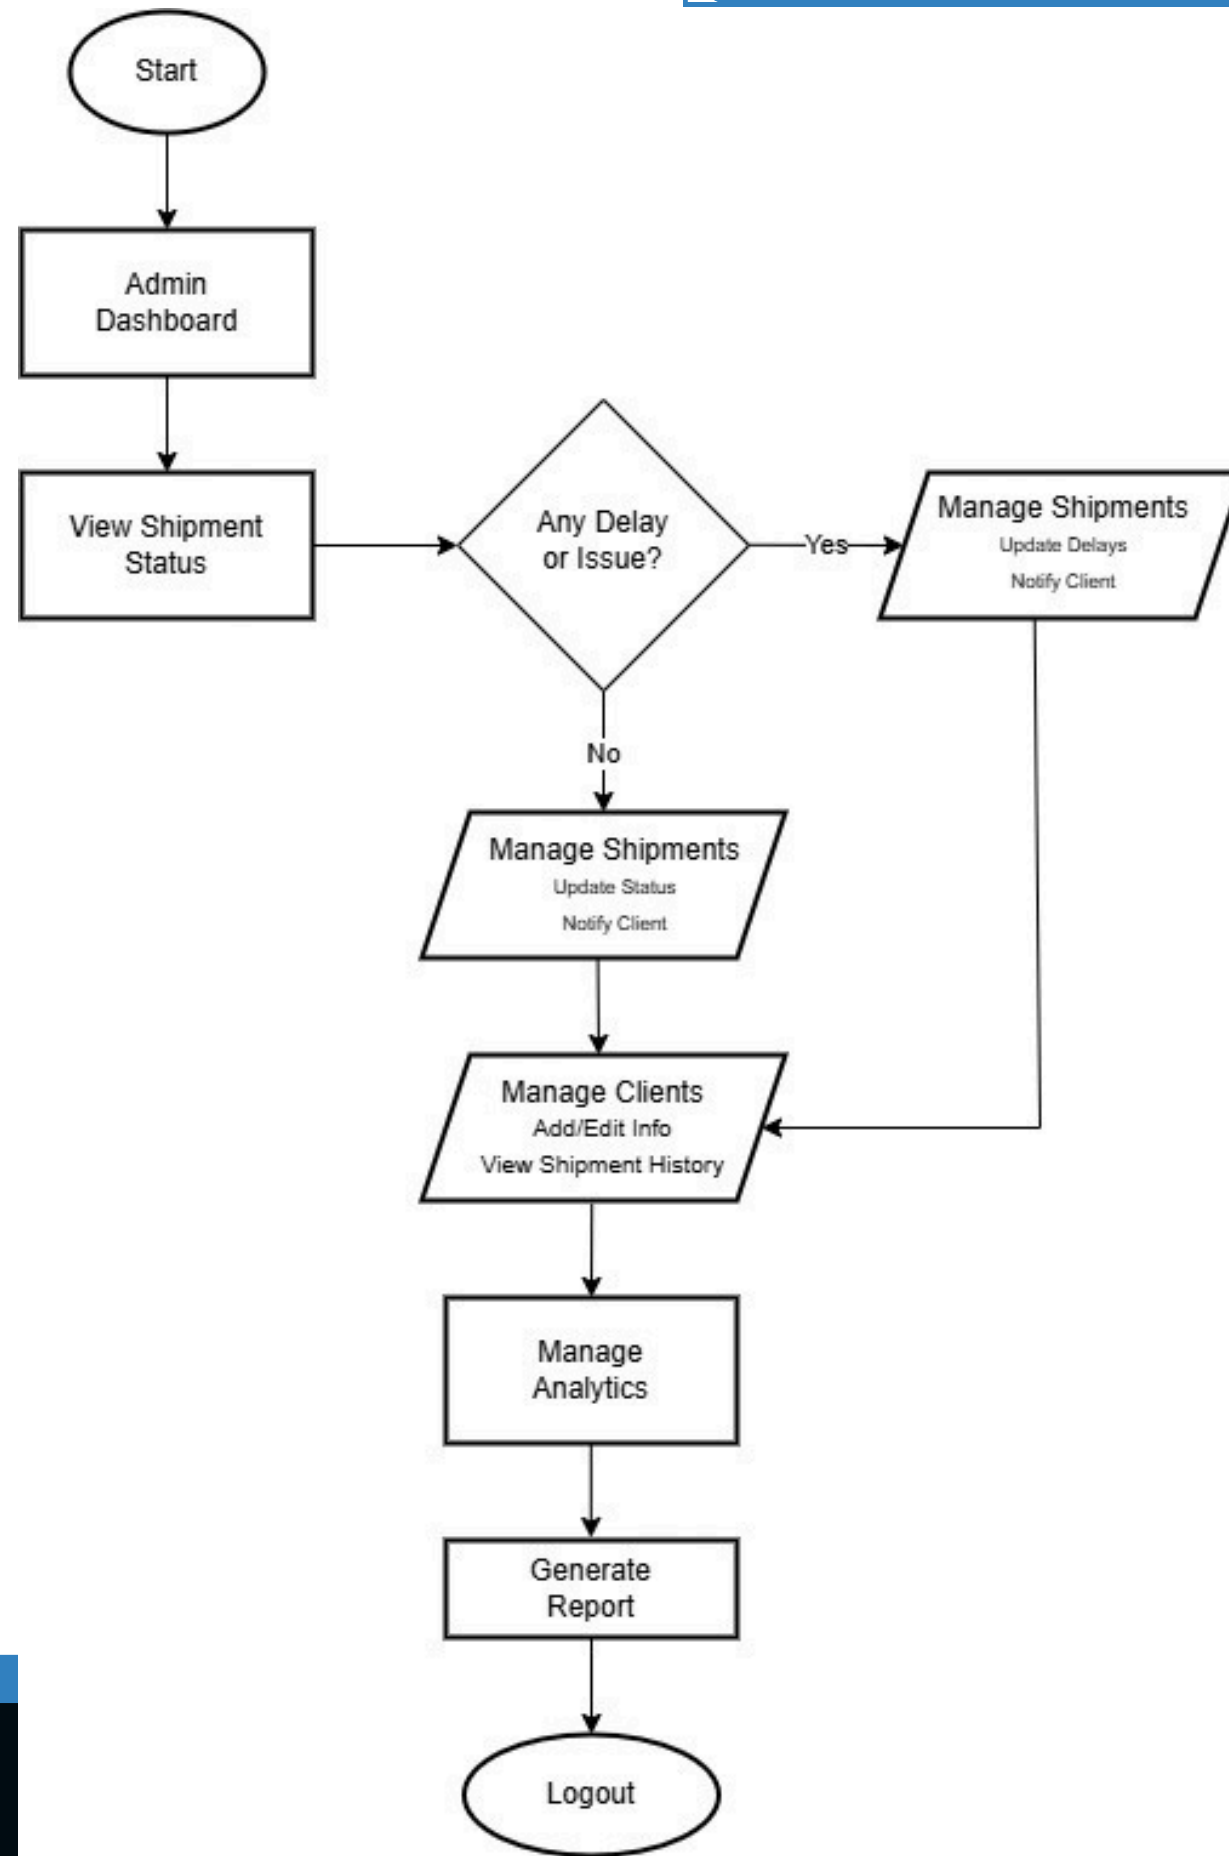 Start
Admin
Dashboard
View Shipment
Status
Any Delay
or Issue?
Yes
Manage Shipments
Update Delays
Notify Client
No
Manage Shipments
Update Status
Notify Client
Manage Clients
Add/Edit Info
View Shipment History
Manage
Analytics
Generate
Report
Logout